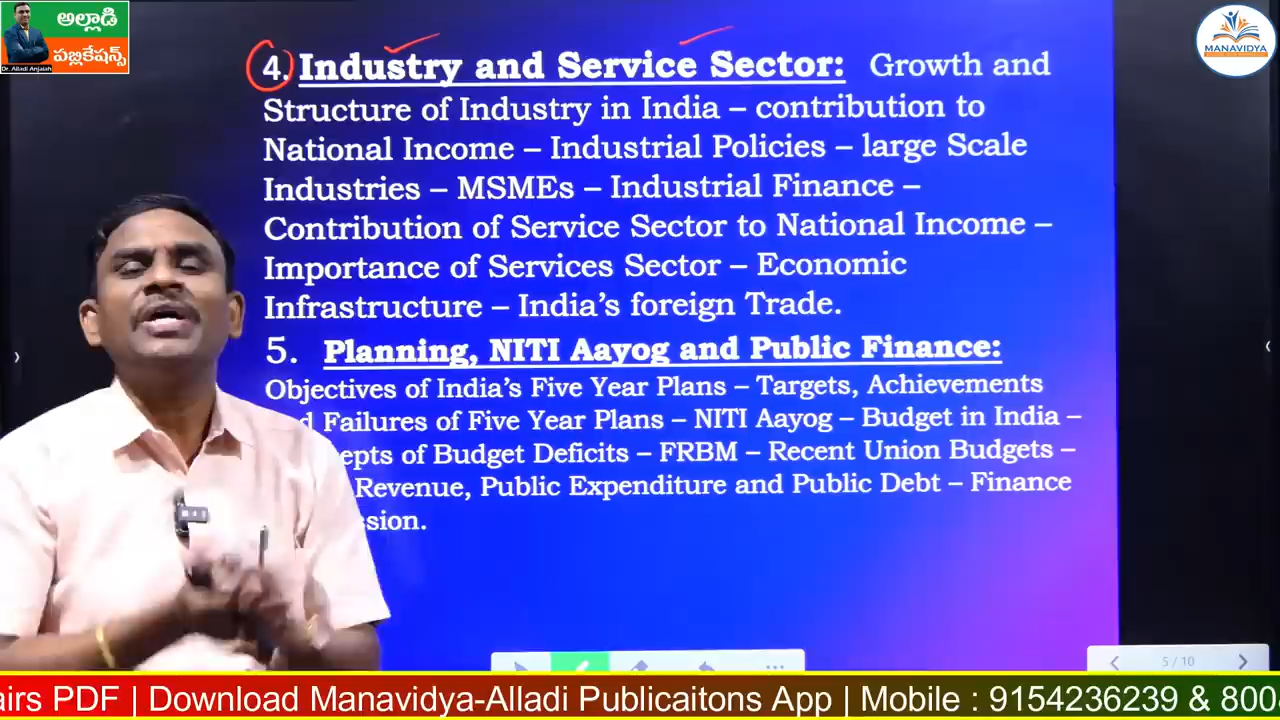 అల్లాడి
పబ్లికేషన్స్
Dr. Alladi Anjaiah
MANAVIDYA
4. Industry and Service Sector: Growth and
Structure of Industry in India – contribution to
National Income – Industrial Policies – large Scale
Industries – MSMEs – Industrial Finance –
Contribution of Service Sector to National Income –
Importance of Services Sector – Economic
Infrastructure – India's foreign Trade.
5. Planning, NITI Aayog and Public Finance:
Objectives of India's Five Year Plans – Targets, Achievements
d Failures of Five Year Plans – NITI Aayog – Budget in India –
epts of Budget Deficits – FRBM – Recent Union Budgets –
Revenue, Public Expenditure and Public Debt – Finance
ssion.
5 / 10
airs PDF | Download Manavidya-Alladi Publicaitons App | Mobile : 9154236239 & 800